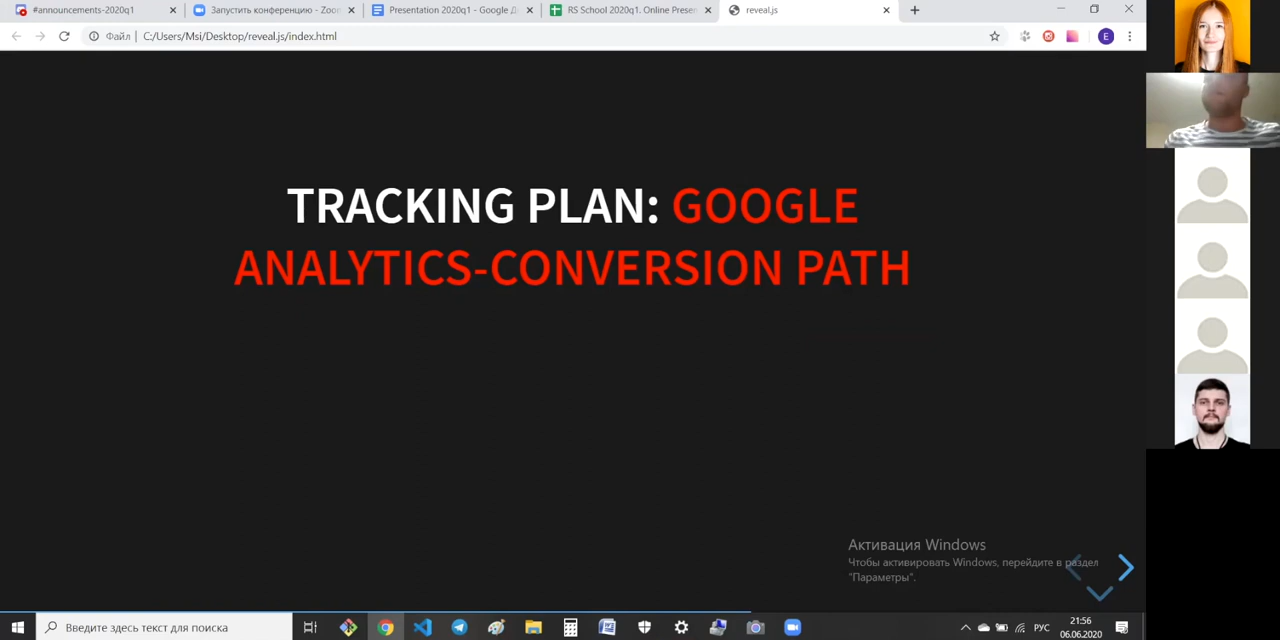 #announcements-2020q1
Запустить конференцию - Zoom
Presentation 2020q1 - Google Д
RS School 2020q1. Online Presen
reveal.js
Файл
C:/Users/Msi/Desktop/reveal.js/index.html
E
TRACKING PLAN: GOOGLE
ANALYTICS-CONVERSION PATH
Активация Windows
Чтобы активировать Windows, перейдите в раздел
"Параметры".
Введите здесь текст для поиска
РУС
21:56
06.06.2020